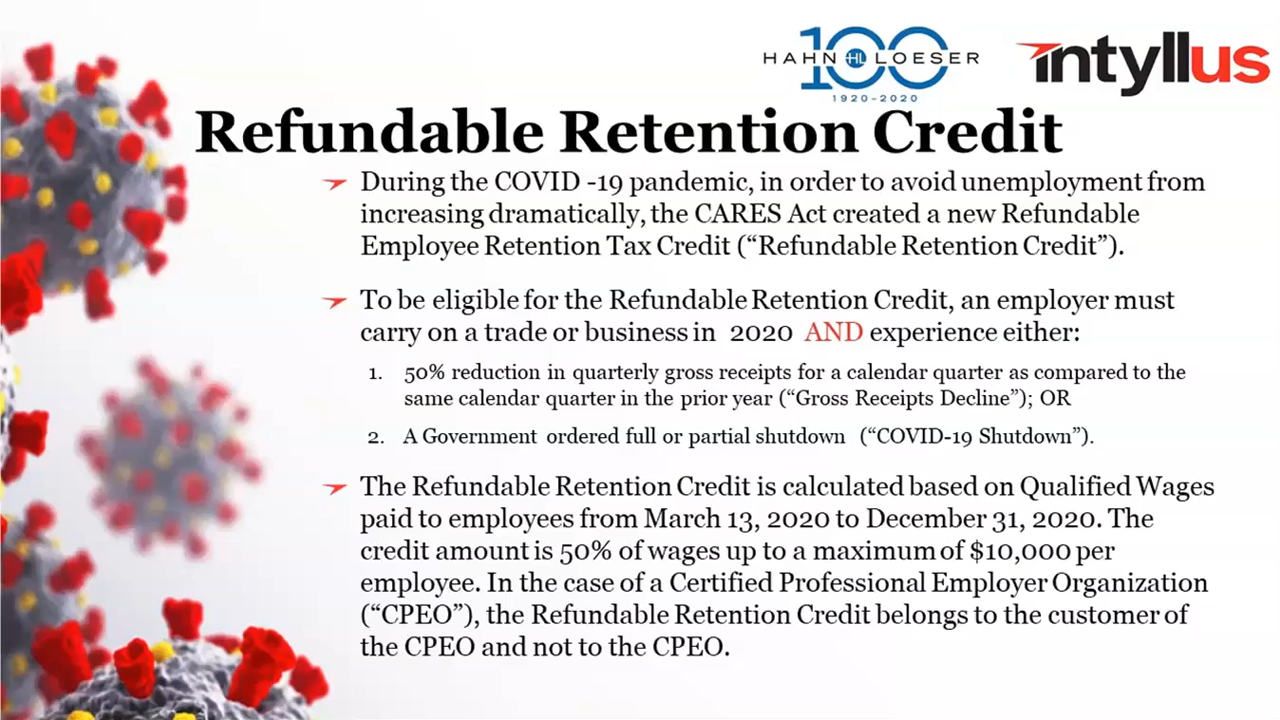 HAHN HL LOESER
100
1920-2020
intyllus
Refundable Retention Credit
During the COVID -19 pandemic, in order to avoid unemployment from
increasing dramatically, the CARES Act created a new Refundable
Employee Retention Tax Credit (“Refundable Retention Credit”).
To be eligible for the Refundable Retention Credit, an employer must
carry on a trade or business in 2020 AND experience either:
1. 50% reduction in quarterly gross receipts for a calendar quarter as compared to the
same calendar quarter in the prior year (“Gross Receipts Decline”); OR
2. A Government ordered full or partial shutdown (“COVID-19 Shutdown”).
The Refundable Retention Credit is calculated based on Qualified Wages
paid to employees from March 13, 2020 to December 31, 2020. The
credit amount is 50% of wages up to a maximum of $10,000 per
employee. In the case of a Certified Professional Employer Organization
(“CPEO”), the Refundable Retention Credit belongs to the customer of
the CPEO and not to the CPEO.